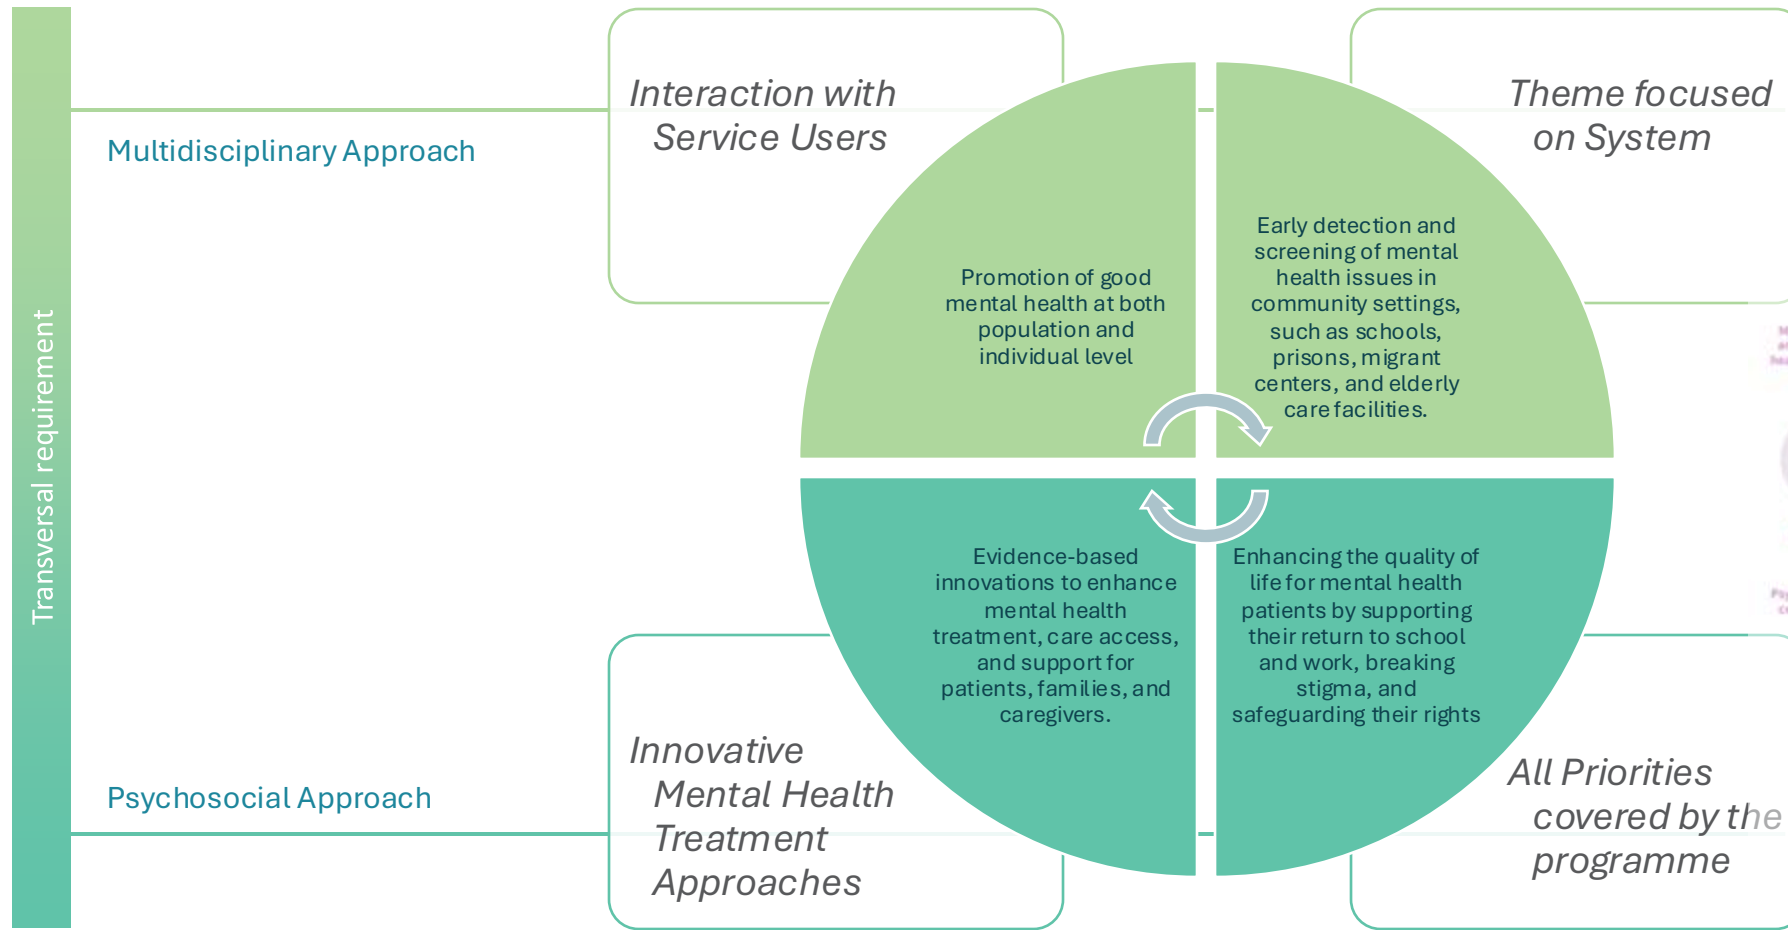 Transversal requirement
Multidisciplinary Approach
Psychosocial Approach
Interaction with
Service Users
Theme focused
on System
Promotion of good
mental health at both
population and
individual level
Early detection and
screening of mental
health issues in
community settings,
such as schools,
prisons, migrant
centers, and elderly
care facilities.
Evidence-based
innovations to enhance
mental health
treatment, care access,
and support for
patients, families, and
caregivers.
Enhancing the quality of
life for mental health
patients by supporting
their return to school
and work, breaking
stigma, and
safeguarding their rights
Innovative
Mental Health
Treatment
Approaches
All Priorities
covered by the
programme